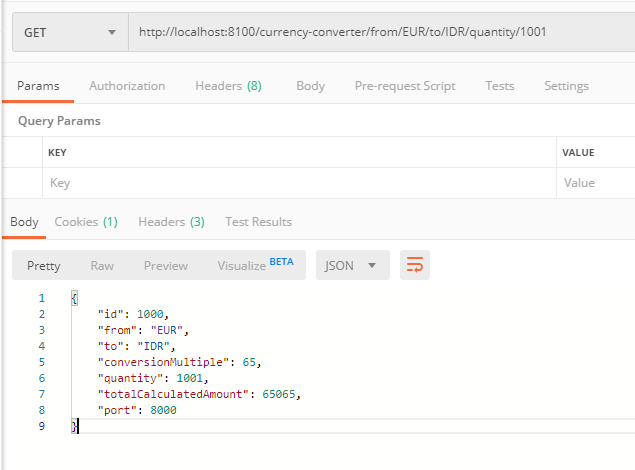 GET http://localhost:8100/currency-converter/from/EUR/to/IDR/quantity/1001
Params Authorization Headers (8) Body Pre-request Script Tests Settings
Query Params
KEY VALUE
Key Value
Body Cookies (1) Headers (3) Test Results
Pretty Raw Preview Visualize BETA JSON
1 {
2 "id": 1000,
3 "from": "EUR",
4 "to": "IDR",
5 "conversionMultiple": 65,
6 "quantity": 1001,
7 "totalCalculatedAmount": 65065,
8 "port": 8000
9 }